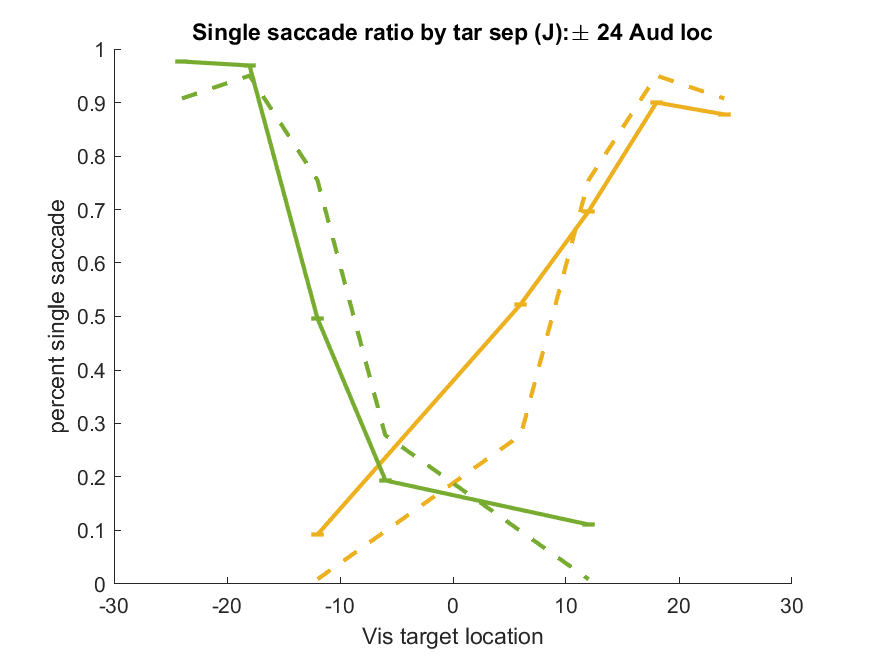 Single saccade ratio by tar sep (J):± 24 Aud loc
1
0.9
0.8
0.7
0.6
0.5
0.4
0.3
0.2
0.1
0
percent single saccade
-30 -20 -10 0 10 20 30
Vis target location